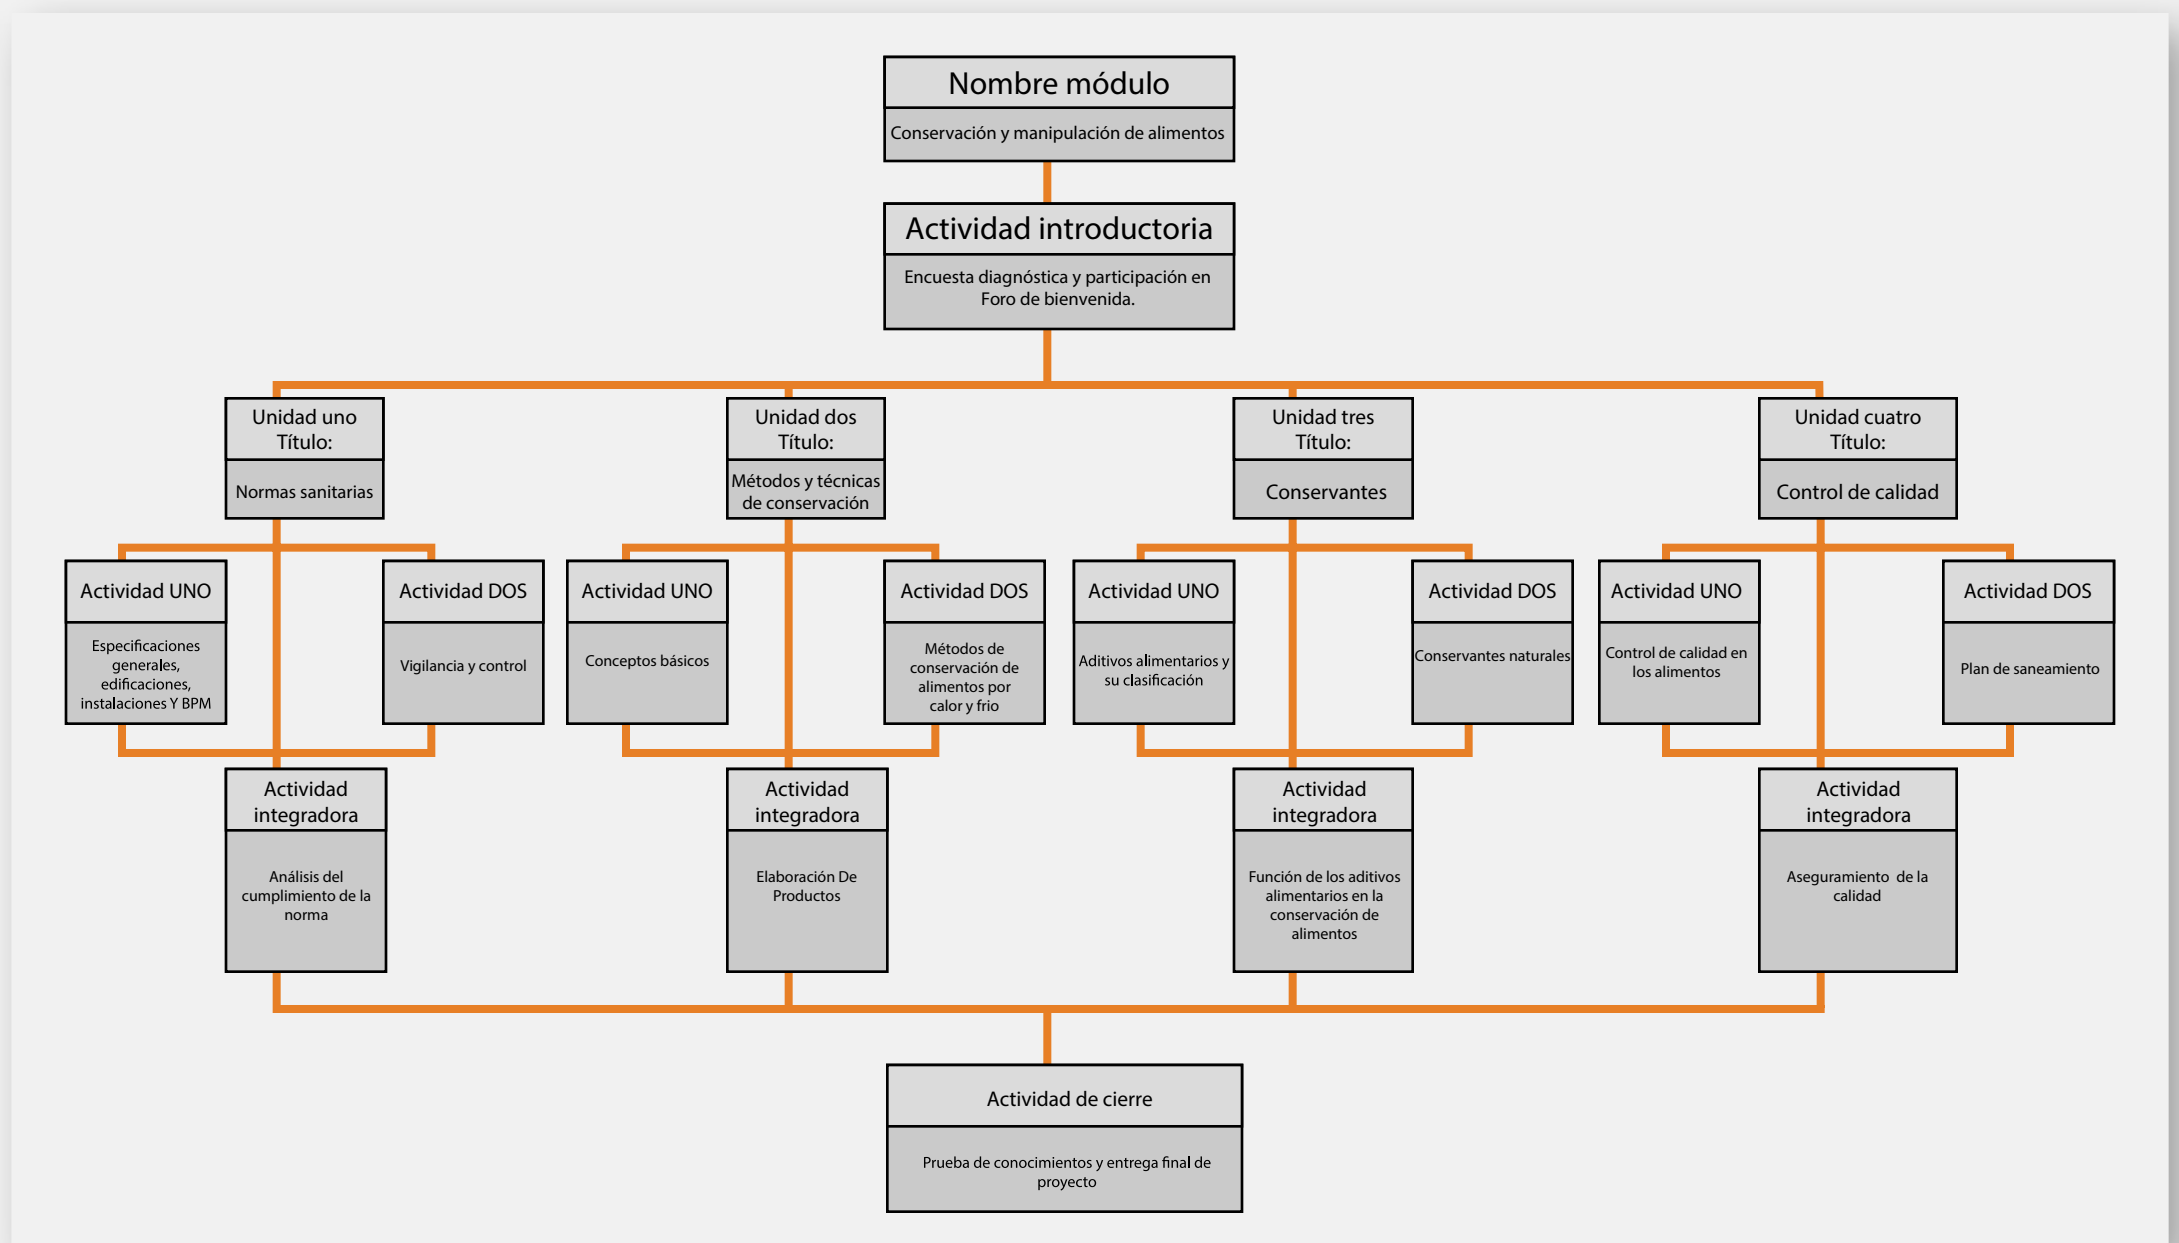 Nombre módulo
Conservación y manipulación de alimentos
Actividad introductoria
Encuesta diagnóstica y participación en
Foro de bienvenida.
Unidad uno
Título:
Normas sanitarias
Unidad dos
Título:
Métodos y técnicas
de conservación
Unidad tres
Título:
Conservantes
Unidad cuatro
Título:
Control de calidad
Actividad UNO
Especificaciones
generales,
edificaciones,
instalaciones Y BPM
Actividad DOS
Vigilancia y control
Actividad UNO
Conceptos básicos
Actividad DOS
Métodos de
conservación de
alimentos por
calor y frio
Actividad UNO
Aditivos alimentarios y
su clasificación
Actividad DOS
Conservantes naturales
Actividad UNO
Control de calidad en
los alimentos
Actividad DOS
Plan de saneamiento
Actividad
integradora
Análisis del
cumplimiento de la
norma
Actividad
integradora
Elaboración De
Productos
Actividad
integradora
Función de los aditivos
alimentarios en la
conservación de
alimentos
Actividad
integradora
Aseguramiento  de la
calidad
Actividad de cierre
Prueba de conocimientos y entrega final de
proyecto